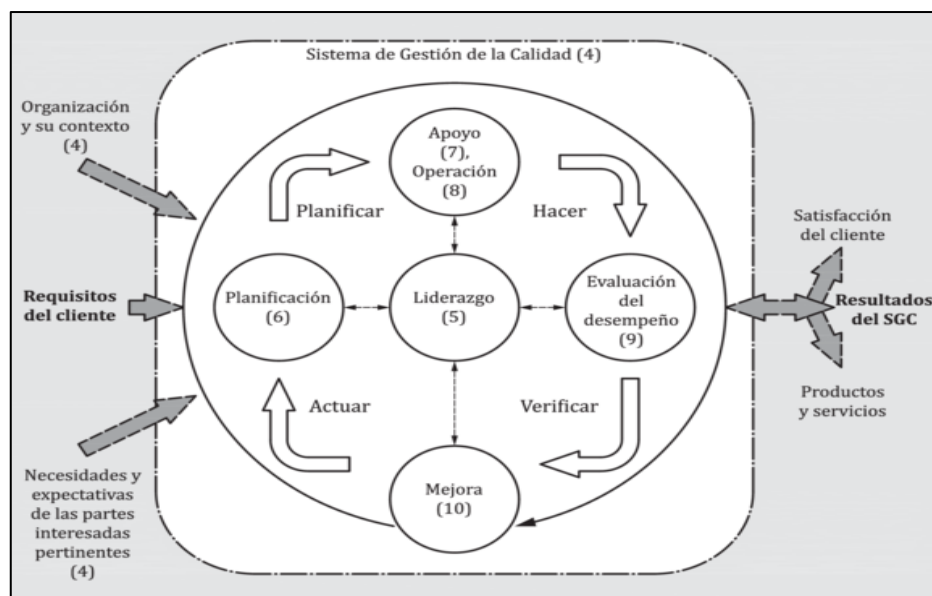 Sistema de Gestión de la Calidad (4)
Organización
y su contexto
(4)
Apoyo
(7),
Operación
(8)
Planificar
Hacer
Satisfacción
del cliente
Requisitos
del cliente
Planificación
(6)
Liderazgo
(5)
Evaluación
del
desempeño
(9)
Resultados
del SGC
Actuar
Verificar
Productos
y servicios
Necesidades y
expectativas
de las partes
interesadas
pertinentes
(4)
Mejora
(10)